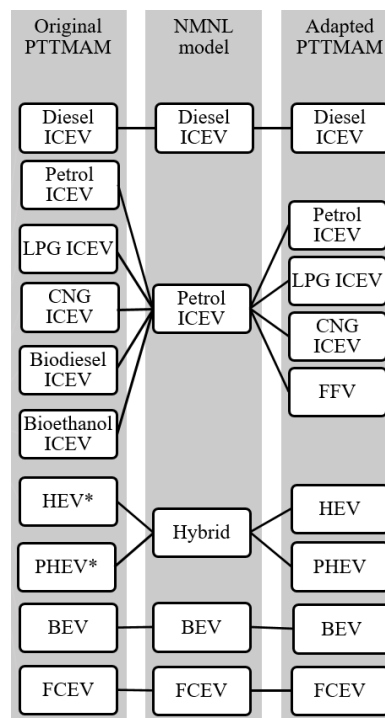 Original
PTTMAM
NMNL
model
Adapted
PTTMAM
Diesel
ICEV
Diesel
ICEV
Diesel
ICEV
Petrol
ICEV
LPG ICEV
CNG
ICEV
Biodiesel
ICEV
Bioethanol
ICEV
Petrol
ICEV
Petrol
ICEV
LPG ICEV
CNG
ICEV
FFV
HEV*
PHEV*
Hybrid
HEV
PHEV
BEV
BEV
BEV
FCEV
FCEV
FCEV